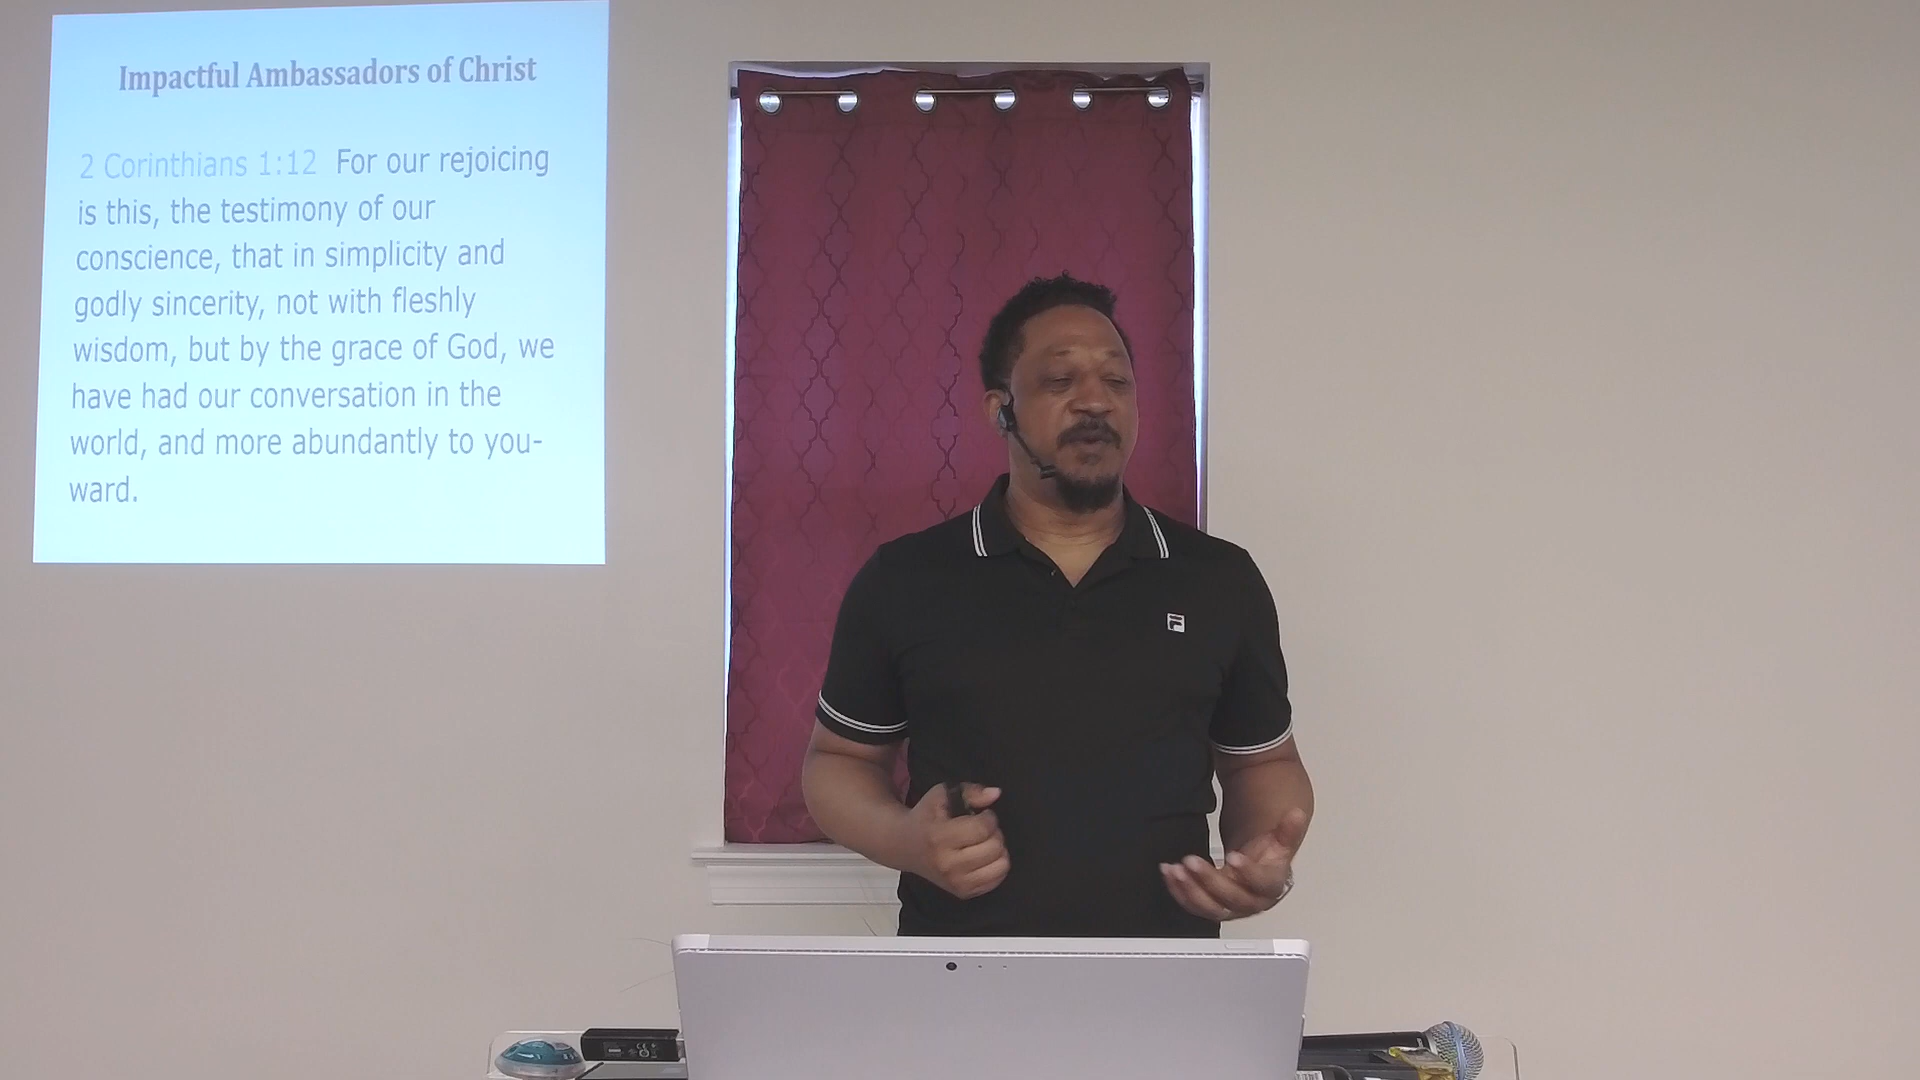 Impactful Ambassadors of Christ
2 Corinthians 1:12 For our rejoicing
is this, the testimony of our
conscience, that in simplicity and
godly sincerity, not with fleshly
wisdom, but by the grace of God, we
have had our conversation in the
world, and more abundantly to you-
ward.